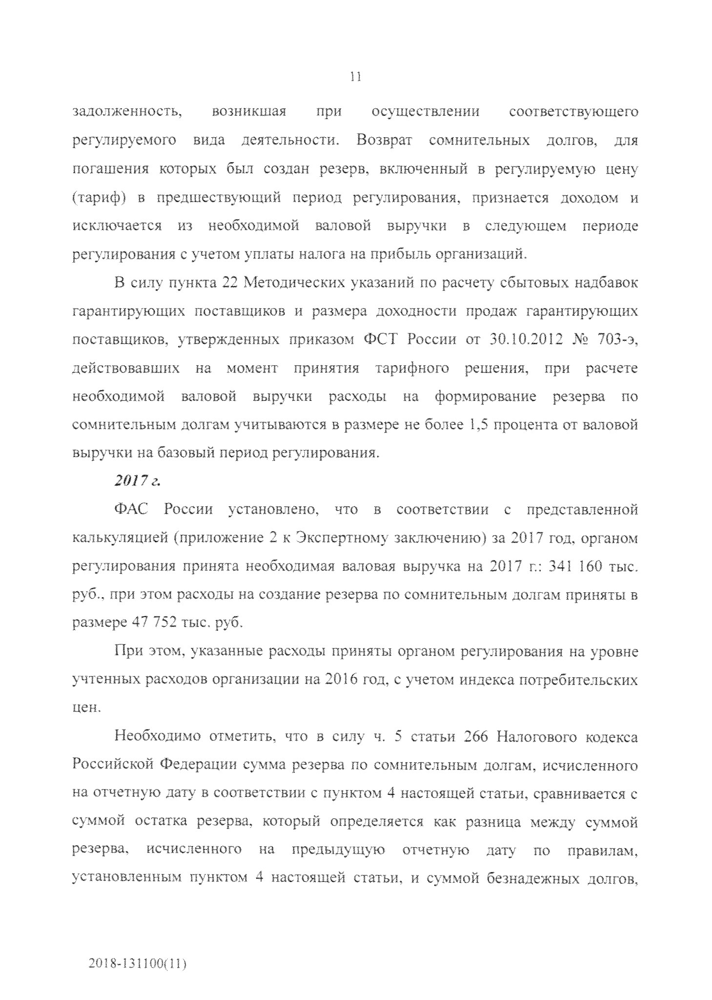 11
задолженность, возникшая при осуществлении соответствующего
регулируемого вида деятельности. Возврат сомнительных долгов, для
погашения которых был создан резерв, включенный в регулируемую цену
(тариф) в предшествующий период регулирования, признается доходом и
исключается из необходимой валовой выручки в следующем периоде
регулирования с учетом уплаты налога на прибыль организаций.
В силу пункта 22 Методических указаний по расчету сбытовых надбавок
гарантирующих поставщиков и размера доходности продаж гарантирующих
поставщиков, утвержденных приказом ФСТ России от 30.10.2012 № 703-э,
действовавших на момент принятия тарифного решения, при расчете
необходимой валовой выручки расходы на формирование резерва по
сомнительным долгам учитываются в размере не более 1,5 процента от валовой
выручки на базовый период регулирования.
2017 г.
ФАС России установлено, что в соответствии с представленной
калькуляцией (приложение 2 к Экспертному заключению) за 2017 год, органом
регулирования принята необходимая валовая выручка на 2017 г.: 341 160 тыс.
руб., при этом расходы на создание резерва по сомнительным долгам приняты в
размере 47 752 тыс. руб.
При этом, указанные расходы приняты органом регулирования на уровне
учтенных расходов организации на 2016 год, с учетом индекса потребительских
цен.
Необходимо отметить, что в силу ч. 5 статьи 266 Налогового кодекса
Российской Федерации сумма резерва по сомнительным долгам, исчисленного
на отчетную дату в соответствии с пунктом 4 настоящей статьи, сравнивается с
суммой остатка резерва, который определяется как разница между суммой
резерва, исчисленного на предыдущую отчетную дату по правилам,
установленным пунктом 4 настоящей статьи, и суммой безнадежных долгов,
2018-131100(11)